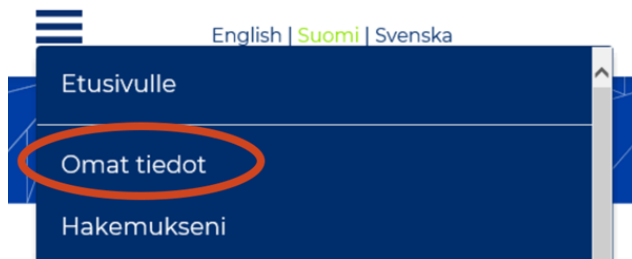 English | Suomi | Svenska
Etusivulle
Omat tiedot
Hakemukseni